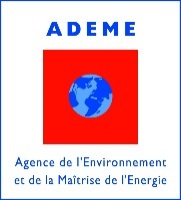 ADEME
Agence de l'Environnement
et de la Maîtrise de l'Energie